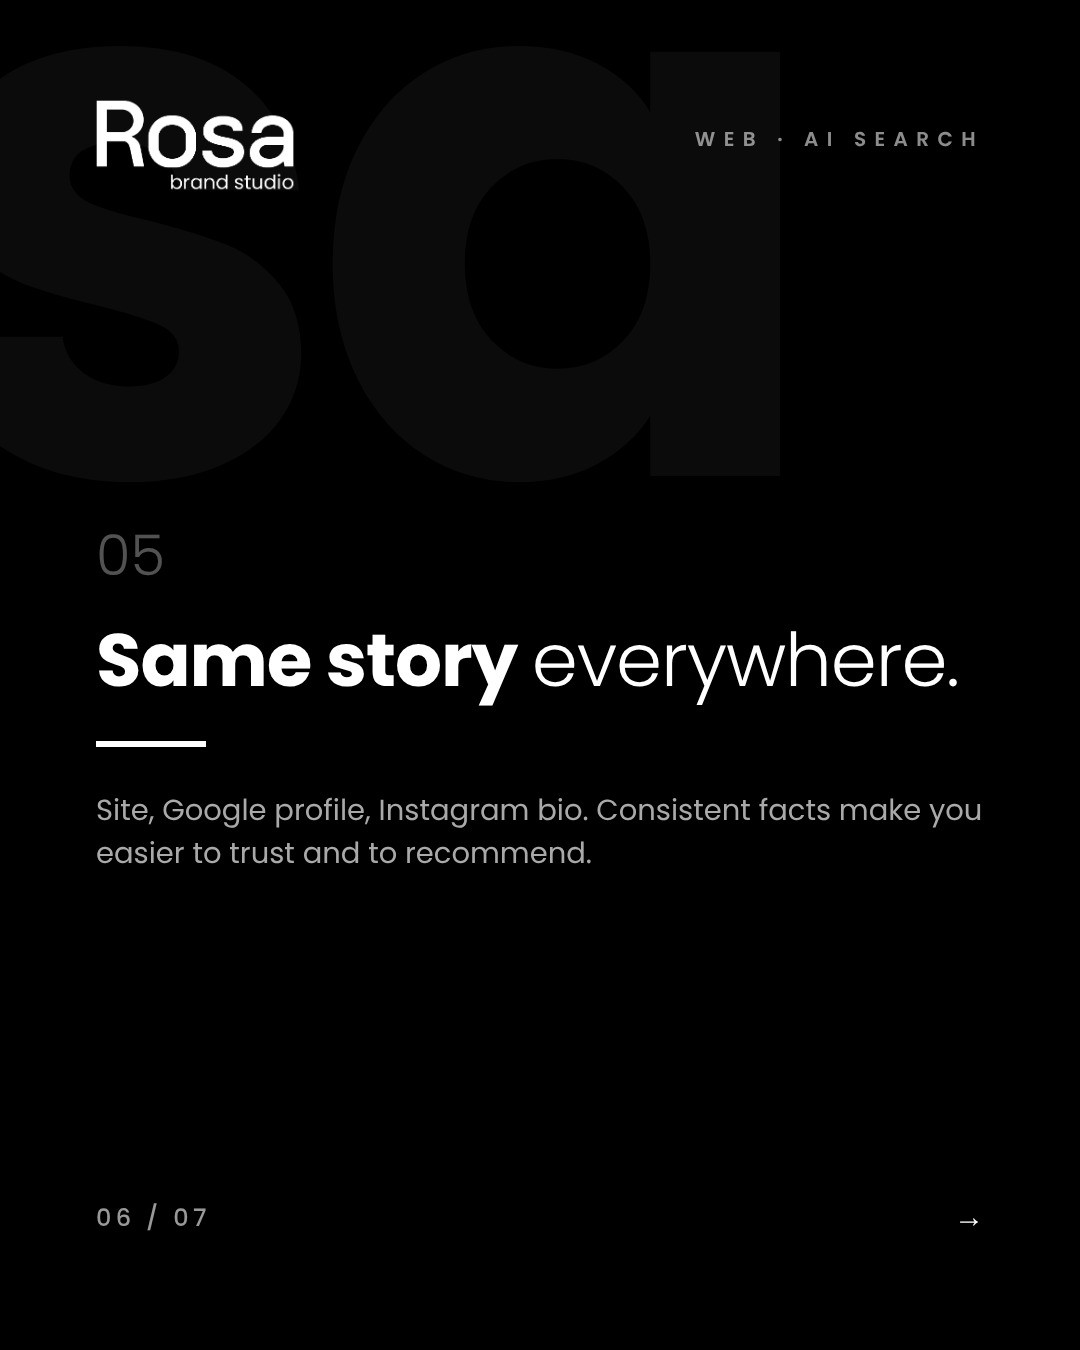 sa
Rosa
brand studio
WEB · AI SEARCH
05
Same story everywhere.
Site, Google profile, Instagram bio. Consistent facts make you
easier to trust and to recommend.
06 / 07
→